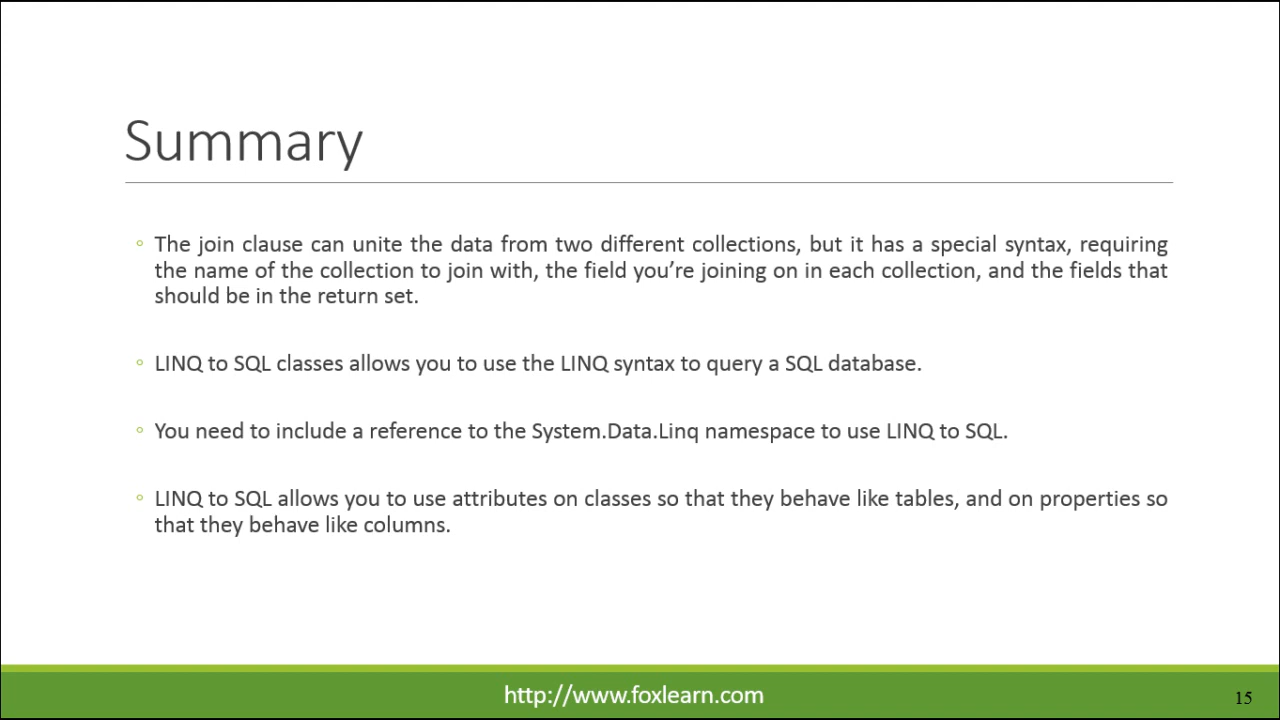 Summary
◦ The join clause can unite the data from two different collections, but it has a special syntax, requiring
the name of the collection to join with, the field you’re joining on in each collection, and the fields that
should be in the return set.
◦ LINQ to SQL classes allows you to use the LINQ syntax to query a SQL database.
◦ You need to include a reference to the System.Data.Linq namespace to use LINQ to SQL.
◦ LINQ to SQL allows you to use attributes on classes so that they behave like tables, and on properties so
that they behave like columns.
http://www.foxlearn.com
15